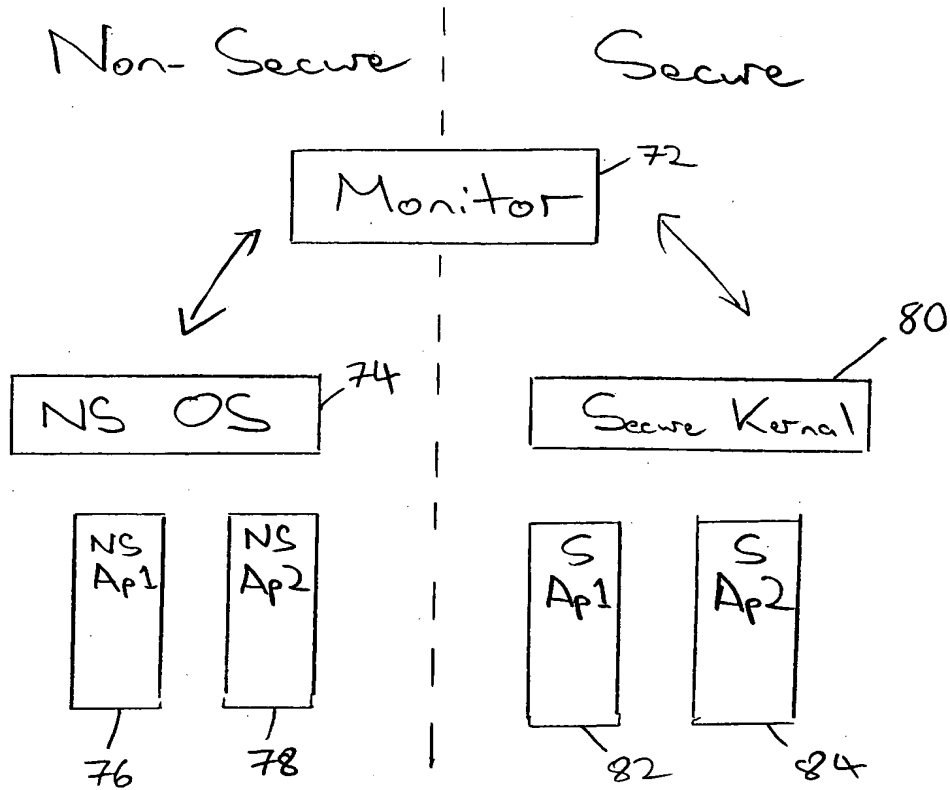 Non-Secure
Secure
Monitor
72
NS OS
74
Secure Kernal
80
NS
Ap1
NS
Ap2
S
Ap1
S
Ap2
76
78
82
84